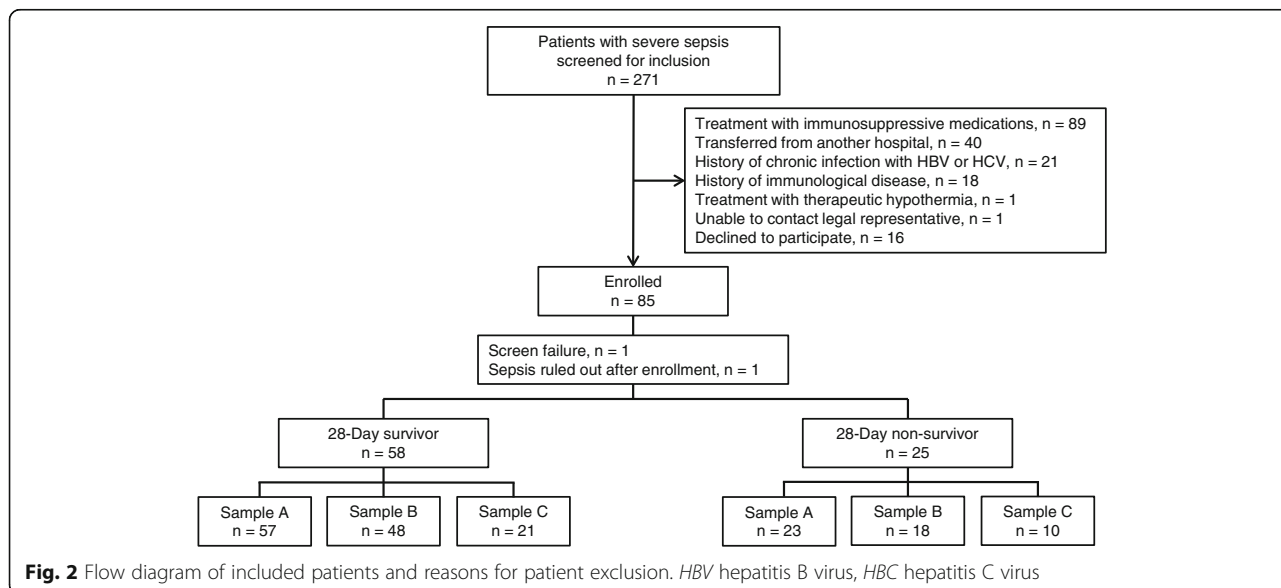 Patients with severe sepsis
screened for inclusion
n = 271
Treatment with immunosuppressive medications, n = 89
Transferred from another hospital, n = 40
History of chronic infection with HBV or HCV, n = 21
History of immunological disease, n = 18
Treatment with therapeutic hypothermia, n = 1
Unable to contact legal representative, n = 1
Declined to participate, n = 16
Enrolled
n = 85
Screen failure, n = 1
Sepsis ruled out after enrollment, n = 1
28-Day survivor
n = 58
28-Day non-survivor
n = 25
Sample A
n = 57
Sample B
n = 48
Sample C
n = 21
Sample A
n = 23
Sample B
n = 18
Sample C
n = 10
Fig. 2 Flow diagram of included patients and reasons for patient exclusion. HBV hepatitis B virus, HBC hepatitis C virus